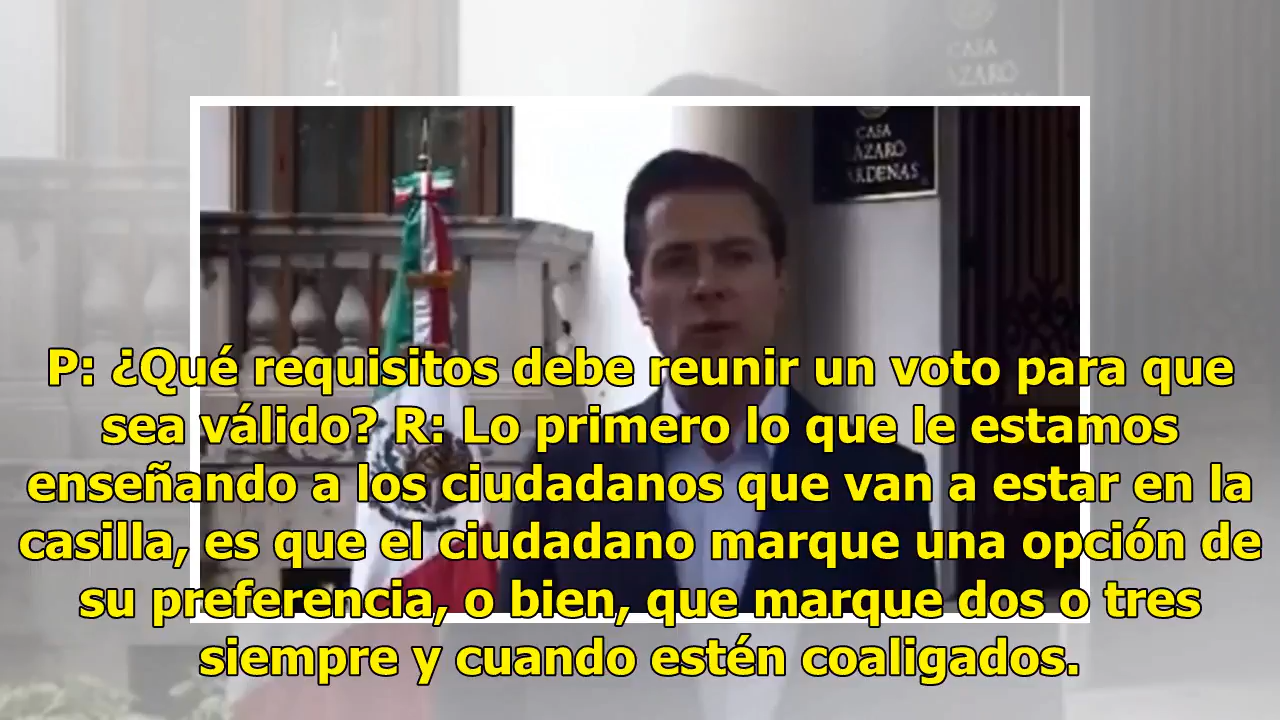 CASA
LÁZARO
CÁRDENAS
P: ¿Qué requisitos debe reunir un voto para que
sea válido? R: Lo primero lo que le estamos
enseñando a los ciudadanos que van a estar en la
casilla, es que el ciudadano marque una opción de
su preferencia, o bien, que marque dos o tres
siempre y cuando estén coaligados.